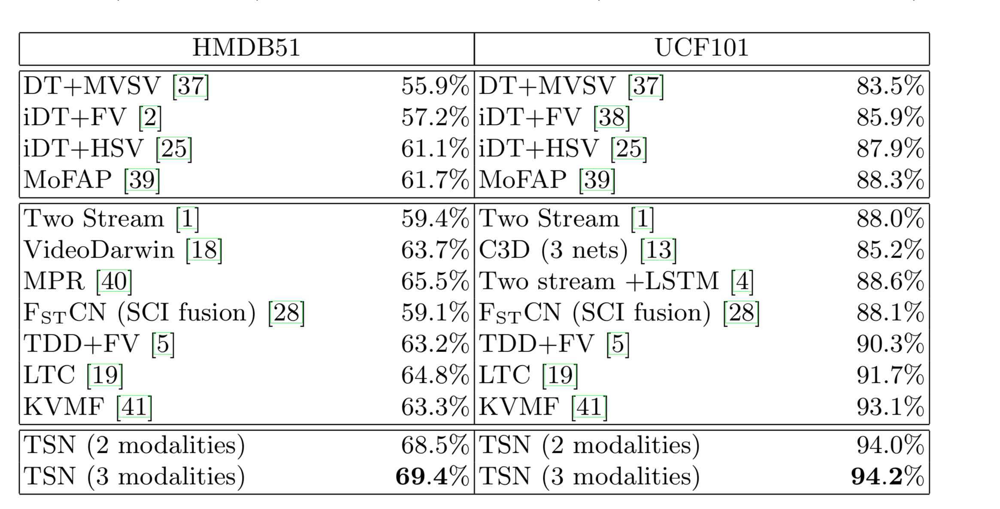 HMDB51 UCF101
DT+MVSV [37] 55.9% DT+MVSV [37] 83.5%
iDT+FV [2] 57.2% iDT+FV [38] 85.9%
iDT+HSV [25] 61.1% iDT+HSV [25] 87.9%
MoFAP [39] 61.7% MoFAP [39] 88.3%
Two Stream [1] 59.4% Two Stream [1] 88.0%
VideoDarwin [18] 63.7% C3D (3 nets) [13] 85.2%
MPR [40] 65.5% Two stream +LSTM [4] 88.6%
FSTCN (SCI fusion) [28] 59.1% FSTCN (SCI fusion) [28] 88.1%
TDD+FV [5] 63.2% TDD+FV [5] 90.3%
LTC [19] 64.8% LTC [19] 91.7%
KVMF [41] 63.3% KVMF [41] 93.1%
TSN (2 modalities) 68.5% TSN (2 modalities) 94.0%
TSN (3 modalities) 69.4% TSN (3 modalities) 94.2%